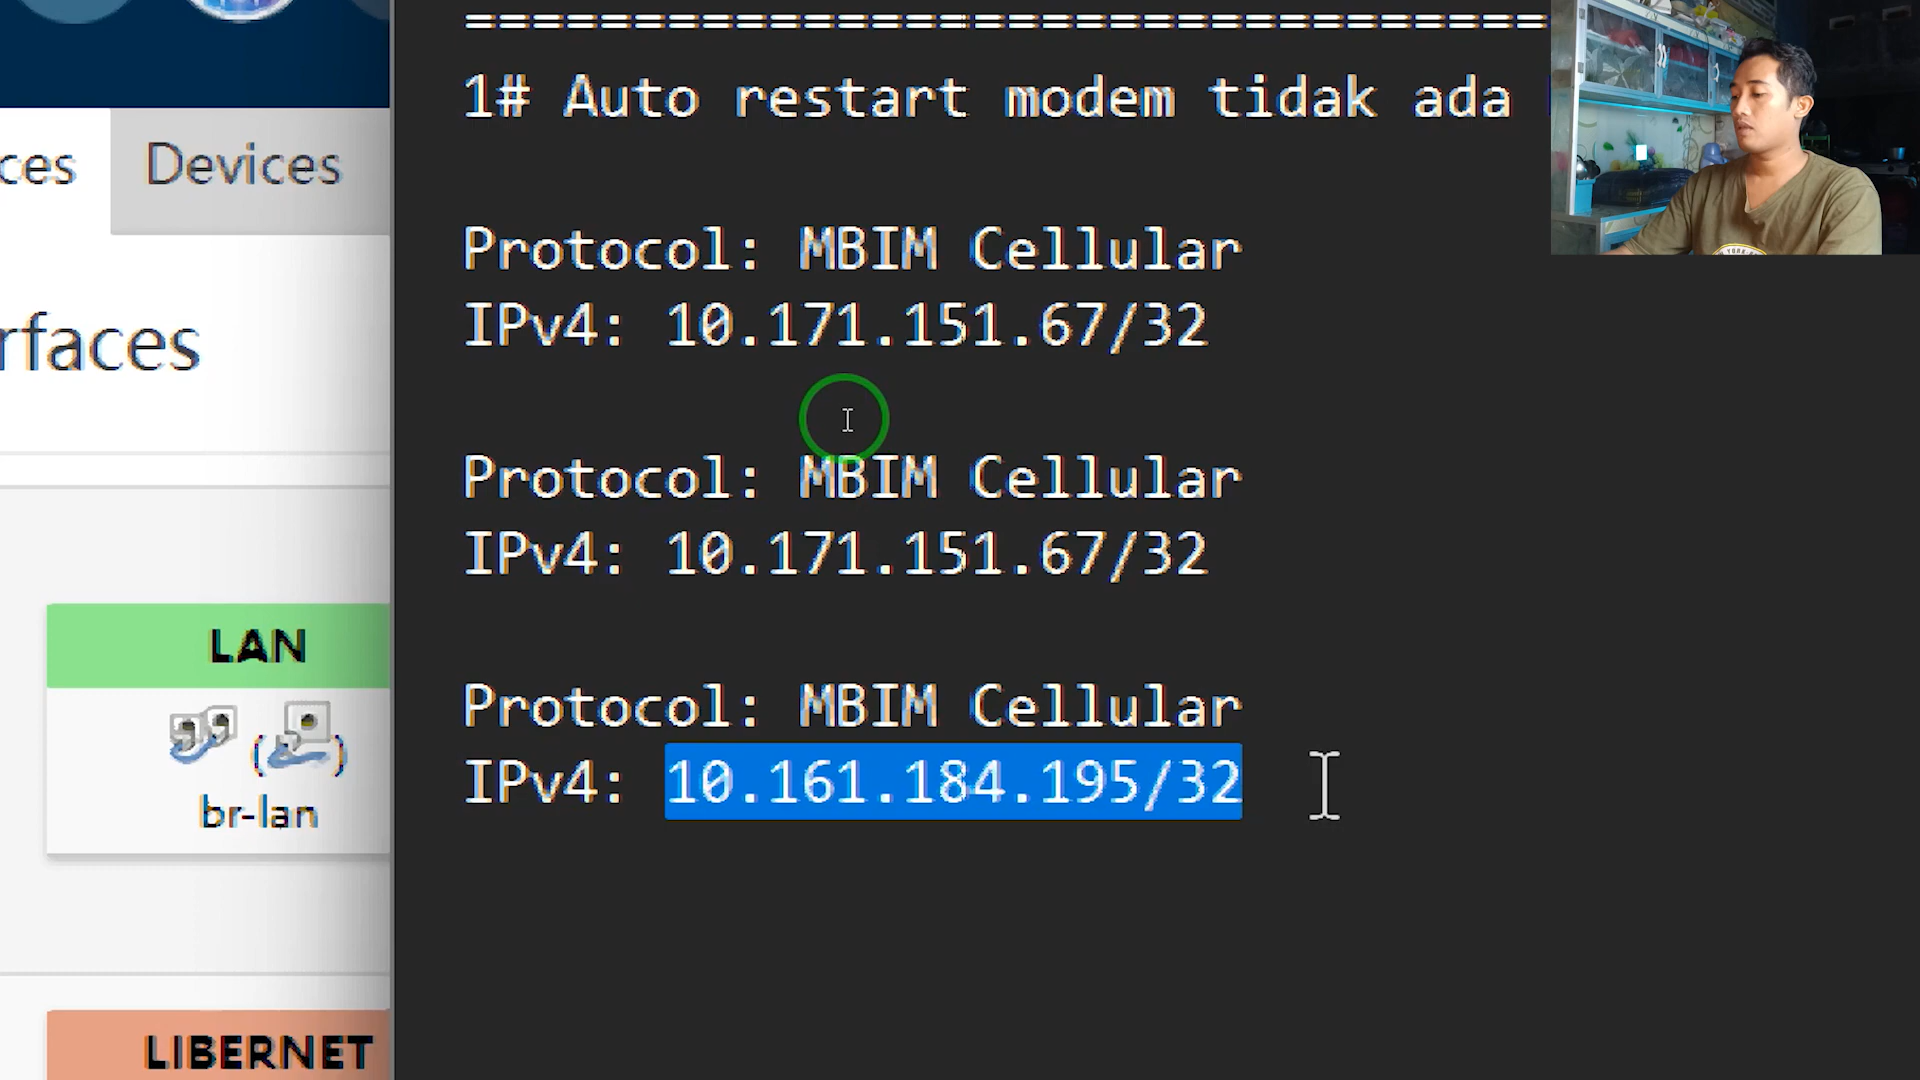 ================================
1# Auto restart modem tidak ada
Devices
Protocol: MBIM Cellular
IPv4: 10.171.151.67/32
Protocol: MBIM Cellular
IPv4: 10.171.151.67/32
LAN
br-lan
Protocol: MBIM Cellular
IPv4: 10.161.184.195/32
LIBERNET